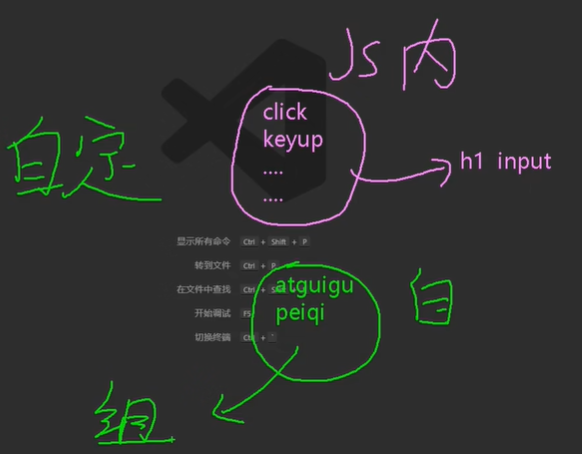 JS内
自定
click
keyup
....
....
h1 input
显示所有命令 Ctrl + Shift + P
转到文件 Ctrl + P
在文件中查找 Ctrl +
atguigu
peiqi
自
开始调试 F5
切换终端 Ctrl + `
组